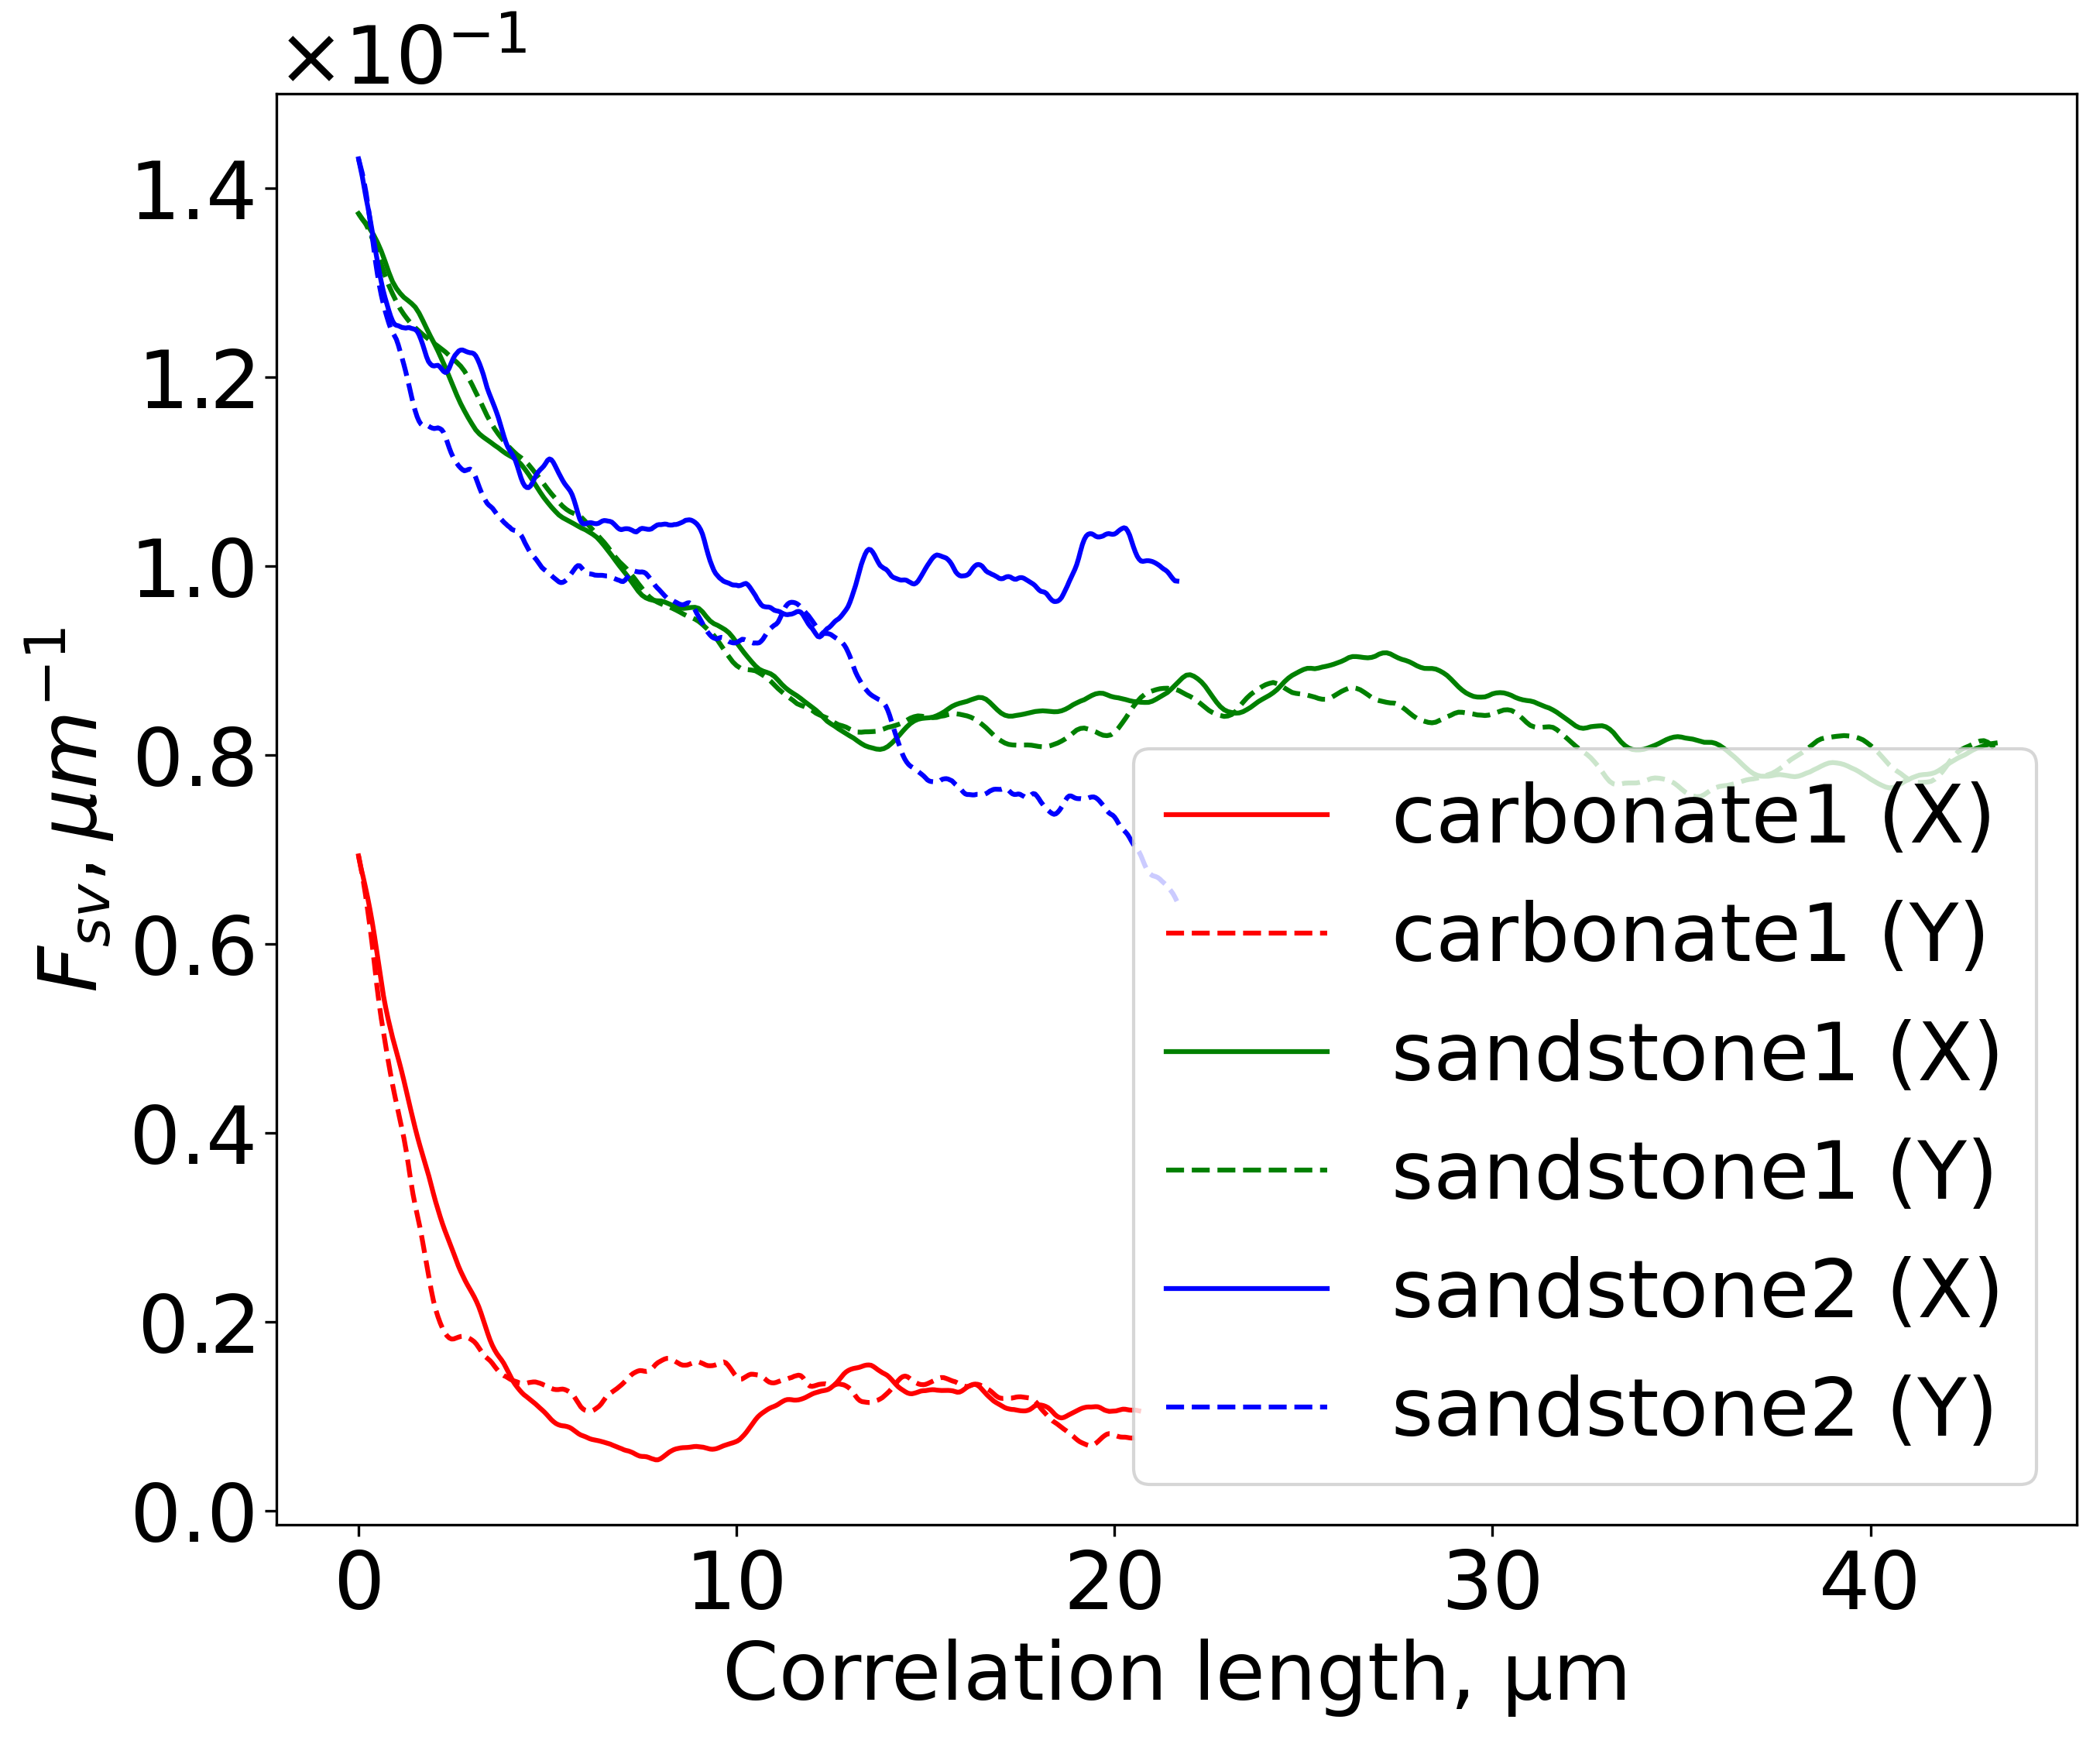 ×10⁻¹
1.4
1.2
1.0
0.8
0.6
0.4
0.2
0.0
F_sv, μm⁻¹
carbonate1 (X)
carbonate1 (Y)
sandstone1 (X)
sandstone1 (Y)
sandstone2 (X)
sandstone2 (Y)
0 10 20 30 40
Correlation length, μm